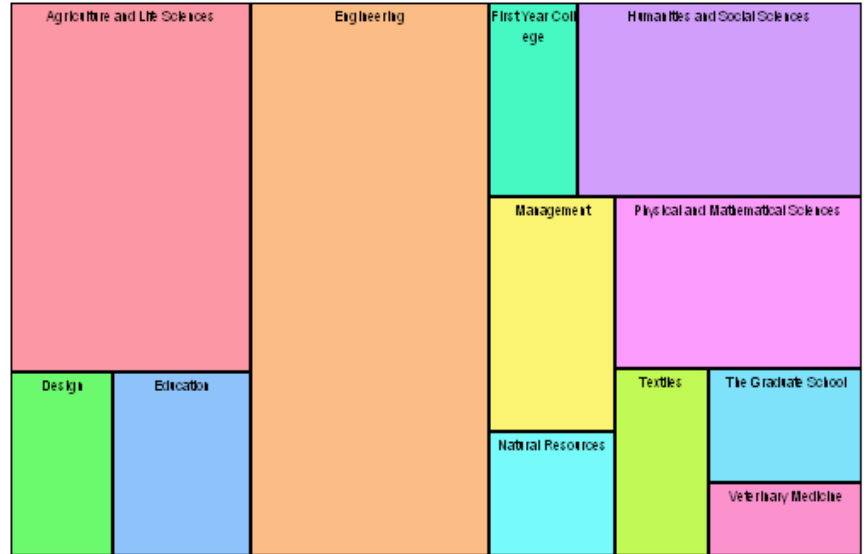 Agriculture and Life Sciences
Engineering
First Year Coll
ege
Humanities and Social Sciences
Management
Physical and Mathematical Sciences
Design
Education
Textiles
The Graduate School
Natural Resources
Veterinary Medicine